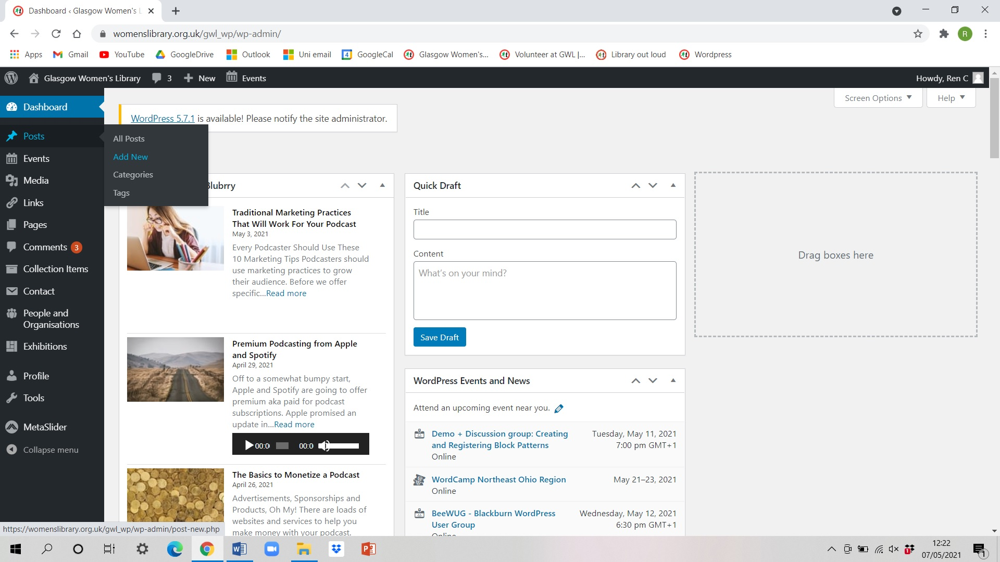 Dashboard ‹ Glasgow Women's L
womenslibrary.org.uk/gwl_wp/wp-admin/
R
Apps
Gmail
YouTube
GoogleDrive
Outlook
Uni email
4
GoogleCal
Glasgow Women's...
Volunteer at GWL |...
Library out loud
Wordpress
Glasgow Women's Library
3
New
Events
Howdy, Ren C
Screen Options
Help
Dashboard
Posts
Events
Media
Links
Pages
Comments 3
Collection Items
Contact
People and
Organisations
Exhibitions
Profile
Tools
MetaSlider
Collapse menu
All Posts
Add New
Categories
Tags
WordPress 5.7.1 is available! Please notify the site administrator.
Blubrry
Traditional Marketing Practices
That Will Work For Your Podcast
May 3, 2021
Every Podcaster Should Use These
10 Marketing Tips Podcasters should
use marketing practices to grow
their audience. Before we offer
specific...Read more
Premium Podcasting from Apple
and Spotify
April 29, 2021
Off to a somewhat bumpy start,
Apple and Spotify are going to offer
premium aka paid for podcast
subscriptions. Apple promised an
update in...Read more
00:0
00:0
The Basics to Monetize a Podcast
April 26, 2021
Advertisements, Sponsorships and
Products, Oh My! There are loads of
websites and services to help you
make money with your podcast.
Quick Draft
Title
Content
What's on your mind?
Save Draft
WordPress Events and News
Attend an upcoming event near you.
Demo + Discussion group: Creating
and Registering Block Patterns
Online
Tuesday, May 11, 2021
7:00 pm GMT+1
WordCamp Northeast Ohio Region
Online
May 21–23, 2021
BeeWUG - Blackburn WordPress
User Group
Online
Wednesday, May 12, 2021
6:30 pm GMT+1
Drag boxes here
https://womenslibrary.org.uk/gwl_wp/wp-admin/post-new.php
12:22
07/05/2021
1